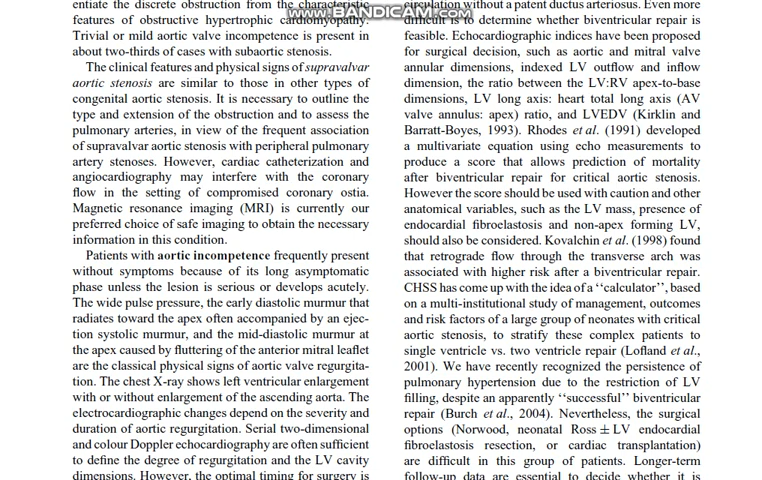 entiate the discrete obstruction from the characteristic
features of obstructive hypertrophic cardiomyopathy.
Trivial or mild aortic valve incompetence is present in
about two-thirds of cases with subaortic stenosis.
The clinical features and physical signs of supravalvar
aortic stenosis are similar to those in other types of
congenital aortic stenosis. It is necessary to outline the
type and extension of the obstruction and to assess the
pulmonary arteries, in view of the frequent association
of supravalvar aortic stenosis with peripheral pulmonary
artery stenoses. However, cardiac catheterization and
angiocardiography may interfere with the coronary
flow in the setting of compromised coronary ostia.
Magnetic resonance imaging (MRI) is currently our
preferred choice of safe imaging to obtain the necessary
information in this condition.
Patients with aortic incompetence frequently present
without symptoms because of its long asymptomatic
phase unless the lesion is serious or develops acutely.
The wide pulse pressure, the early diastolic murmur that
radiates toward the apex often accompanied by an ejec-
tion systolic murmur, and the mid-diastolic murmur at
the apex caused by fluttering of the anterior mitral leaflet
are the classical physical signs of aortic valve regurgita-
tion. The chest X-ray shows left ventricular enlargement
with or without enlargement of the ascending aorta. The
electrocardiographic changes depend on the severity and
duration of aortic regurgitation. Serial two-dimensional
and colour Doppler echocardiography are often sufficient
to define the degree of regurgitation and the LV cavity
dimensions. However, the optimal timing for surgery is
www.BANDICAM.com
circulation without a patent ductus arteriosus. Even more
difficult is to determine whether biventricular repair is
feasible. Echocardiographic indices have been proposed
for surgical decision, such as aortic and mitral valve
annular dimensions, indexed LV outflow and inflow
dimension, the ratio between the LV:RV apex-to-base
dimensions, LV long axis: heart total long axis (AV
valve annulus: apex) ratio, and LVEDV (Kirklin and
Barratt-Boyes, 1993). Rhodes et al. (1991) developed
a multivariate equation using echo measurements to
produce a score that allows prediction of mortality
after biventricular repair for critical aortic stenosis.
However the score should be used with caution and other
anatomical variables, such as the LV mass, presence of
endocardial fibroelastosis and non-apex forming LV,
should also be considered. Kovalchin et al. (1998) found
that retrograde flow through the transverse arch was
associated with higher risk after a biventricular repair.
CHSS has come up with the idea of a ‘‘calculator’’, based
on a multi-institutional study of management, outcomes
and risk factors of a large group of neonates with critical
aortic stenosis, to stratify these complex patients to
single ventricle vs. two ventricle repair (Lofland et al.,
2001). We have recently recognized the persistence of
pulmonary hypertension due to the restriction of LV
filling, despite an apparently ‘‘successful’’ biventricular
repair (Burch et al., 2004). Nevertheless, the surgical
options (Norwood, neonatal Ross ± LV endocardial
fibroelastosis resection, or cardiac transplantation)
are difficult in this group of patients. Longer-term
follow-up data are essential to decide whether it is